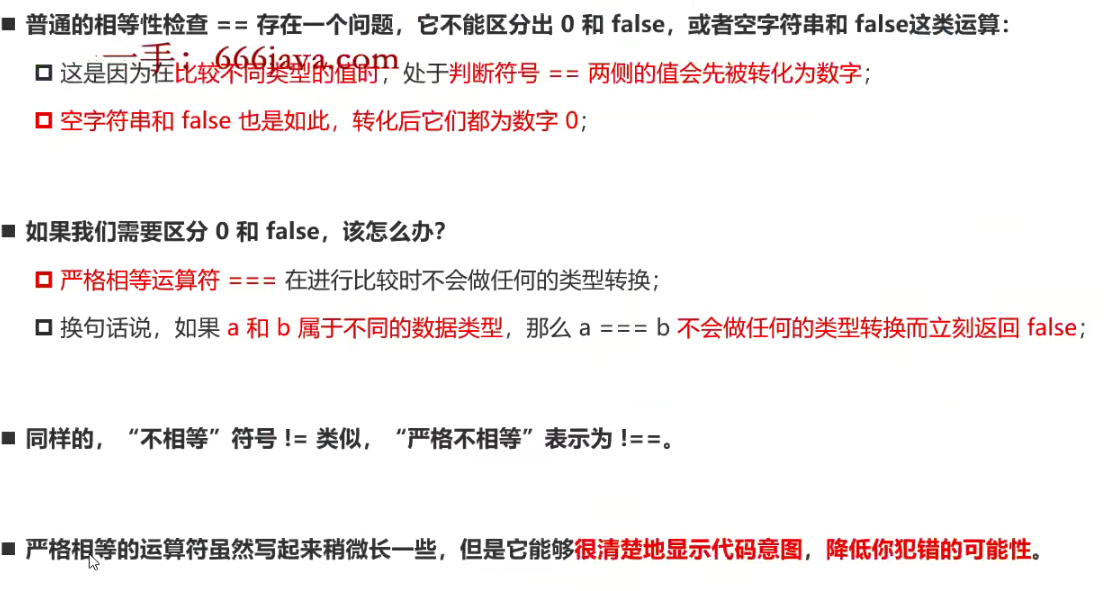 普通的相等性检查 == 存在一个问题，它不能区分出 0 和 false，或者空字符串和 false这类运算：
一手：666java.com
这是因为在比较不同类型的值时，处于判断符号 == 两侧的值会先被转化为数字；
空字符串和 false 也是如此，转化后它们都为数字 0；
如果我们需要区分 0 和 false，该怎么办？
严格相等运算符 === 在进行比较时不会做任何的类型转换；
换句话说，如果 a 和 b 属于不同的数据类型，那么 a === b 不会做任何的类型转换而立刻返回 false；
同样的，“不相等”符号 != 类似，“严格不相等”表示为 !==。
严格相等的运算符虽然写起来稍微长一些，但是它能够很清楚地显示代码意图，降低你犯错的可能性。